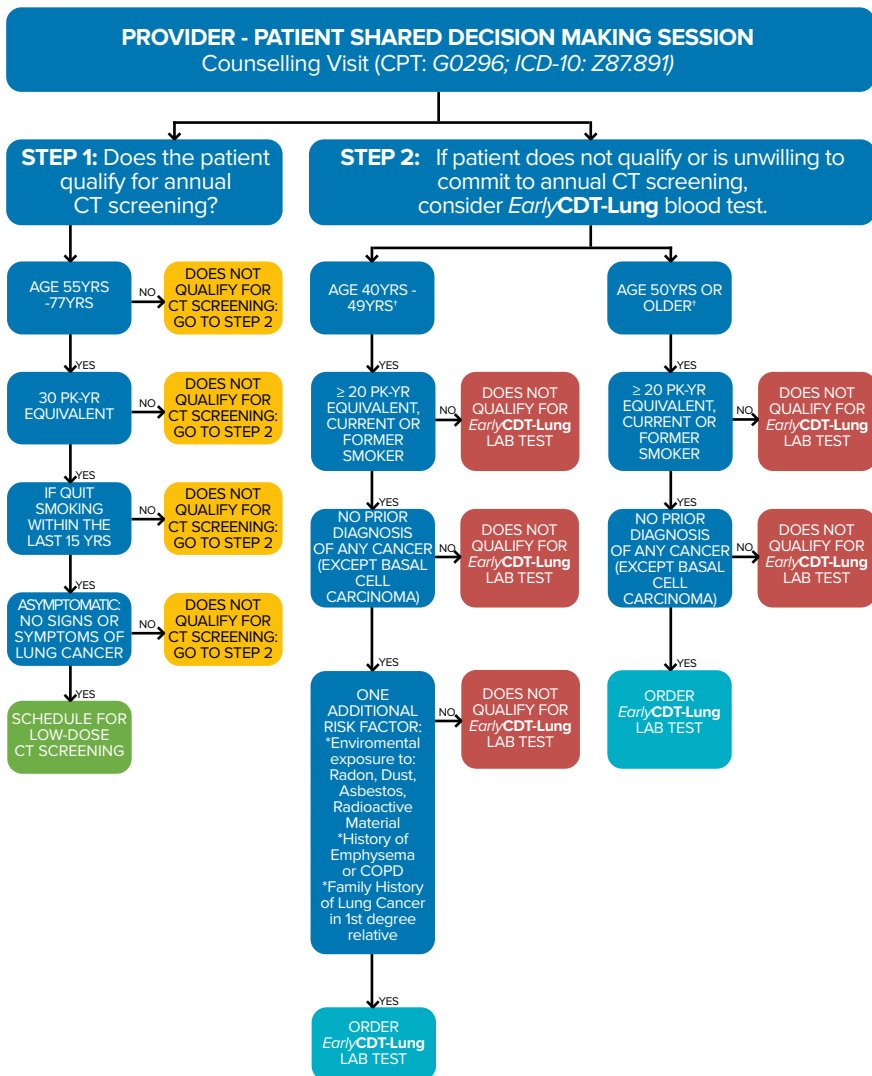 PROVIDER - PATIENT SHARED DECISION MAKING SESSION
Counselling Visit (CPT: G0296; ICD-10: Z87.891)
STEP 1: Does the patient
qualify for annual
CT screening?
STEP 2: If patient does not qualify or is unwilling to
commit to annual CT screening,
consider EarlyCDT-Lung blood test.
AGE 55YRS
-77YRS
NO
DOES NOT
QUALIFY FOR
CT SCREENING:
GO TO STEP 2
YES
30 PK-YR
EQUIVALENT
NO
DOES NOT
QUALIFY FOR
CT SCREENING:
GO TO STEP 2
YES
IF QUIT
SMOKING
WITHIN THE
LAST 15 YRS
NO
DOES NOT
QUALIFY FOR
CT SCREENING:
GO TO STEP 2
YES
ASYMPTOMATIC:
NO SIGNS OR
SYMPTOMS OF
LUNG CANCER
NO
DOES NOT
QUALIFY FOR
CT SCREENING:
GO TO STEP 2
YES
SCHEDULE FOR
LOW-DOSE
CT SCREENING
AGE 40YRS -
49YRS†
YES
≥ 20 PK-YR
EQUIVALENT,
CURRENT OR
FORMER
SMOKER
NO
DOES NOT
QUALIFY FOR
EarlyCDT-Lung
LAB TEST
YES
NO PRIOR
DIAGNOSIS
OF ANY CANCER
(EXCEPT BASAL
CELL
CARCINOMA)
NO
DOES NOT
QUALIFY FOR
EarlyCDT-Lung
LAB TEST
YES
ONE
ADDITIONAL
RISK FACTOR:
*Enviromental
exposure to:
Radon, Dust,
Asbestos,
Radioactive
Material
*History of
Emphysema
or COPD
*Family History
of Lung Cancer
in 1st degree
relative
NO
DOES NOT
QUALIFY FOR
EarlyCDT-Lung
LAB TEST
YES
ORDER
EarlyCDT-Lung
LAB TEST
AGE 50YRS OR
OLDER†
YES
≥ 20 PK-YR
EQUIVALENT,
CURRENT OR
FORMER
SMOKER
NO
DOES NOT
QUALIFY FOR
EarlyCDT-Lung
LAB TEST
YES
NO PRIOR
DIAGNOSIS
OF ANY CANCER
(EXCEPT BASAL
CELL
CARCINOMA)
NO
DOES NOT
QUALIFY FOR
EarlyCDT-Lung
LAB TEST
YES
ORDER
EarlyCDT-Lung
LAB TEST